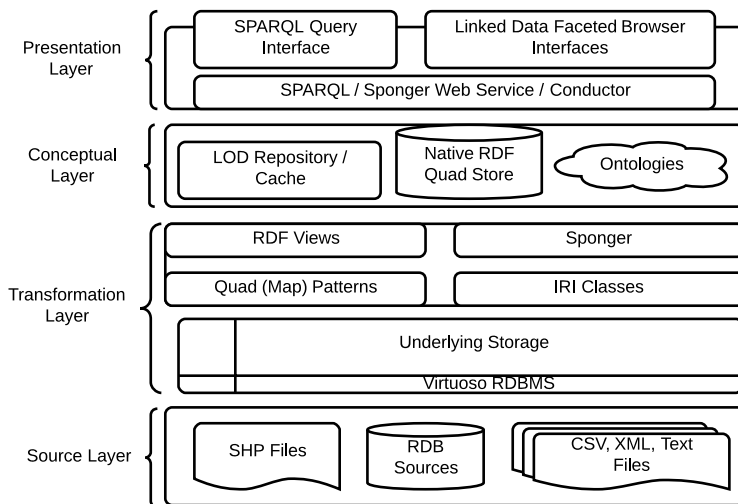 Presentation
Layer
SPARQL Query
Interface
Linked Data Faceted Browser
Interfaces
SPARQL / Sponger Web Service / Conductor
Conceptual
Layer
LOD Repository /
Cache
Native RDF
Quad Store
Ontologies
Transformation
Layer
RDF Views
Sponger
Quad (Map) Patterns
IRI Classes
Underlying Storage
Virtuoso RDBMS
Source Layer
SHP Files
RDB
Sources
CSV, XML, Text
Files